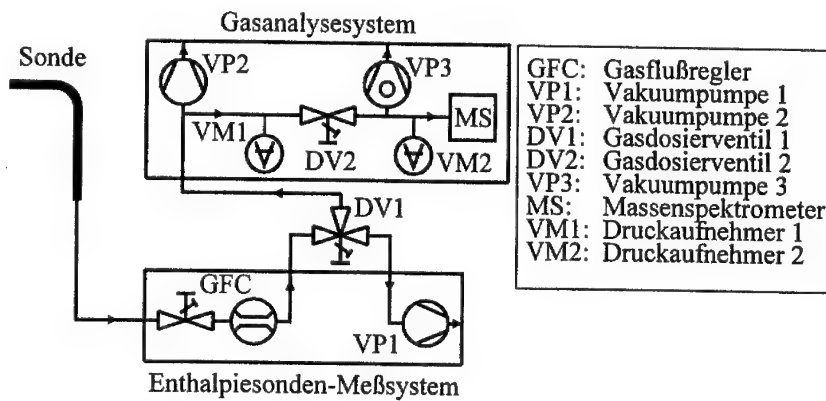 Gasanalysesystem
Sonde
VP2
VP3
VM1
DV2
MS
VM2
DV1
GFC
VP1
Enthalpiesonden-Meßsystem
GFC: Gasflußregler
VP1: Vakuumpumpe 1
VP2: Vakuumpumpe 2
DV1: Gasdosierventil 1
DV2: Gasdosierventil 2
VP3: Vakuumpumpe 3
MS: Massenspektrometer
VM1: Druckaufnehmer 1
VM2: Druckaufnehmer 2